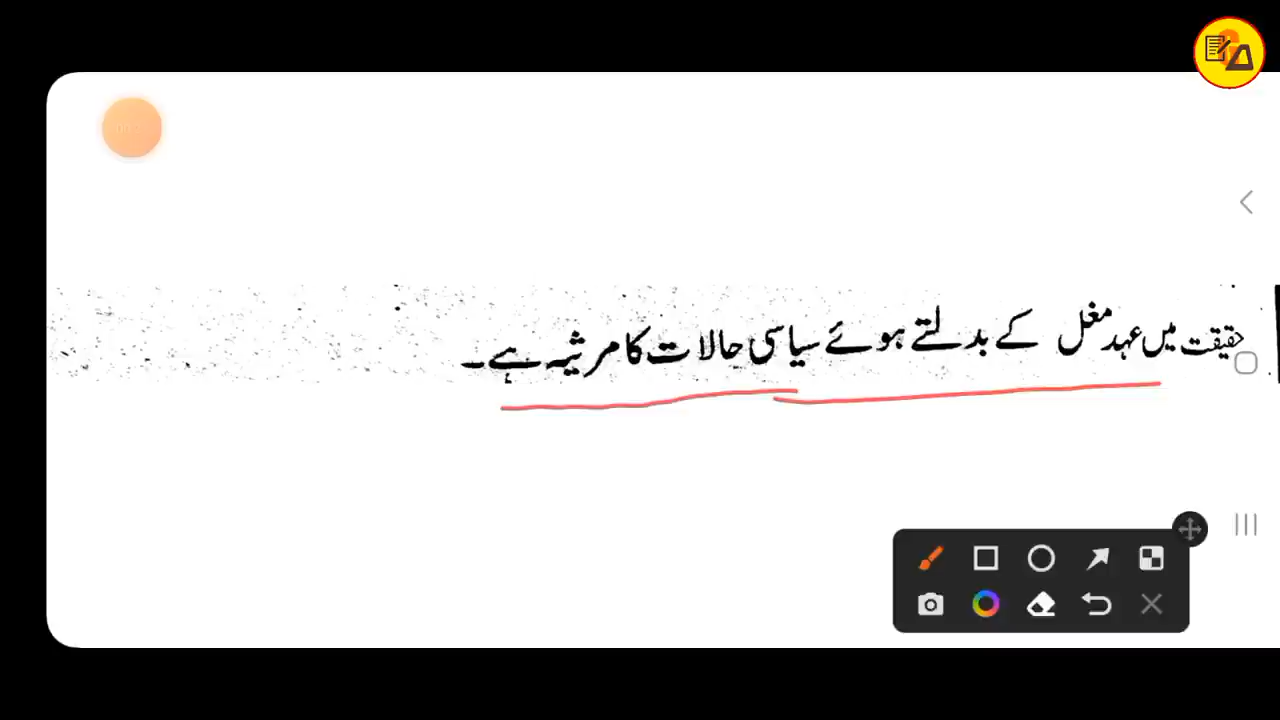 حقیقت میں عہد مغل کے بدلتے ہوئے سیاسی حالات کا مرثیہ ہے۔